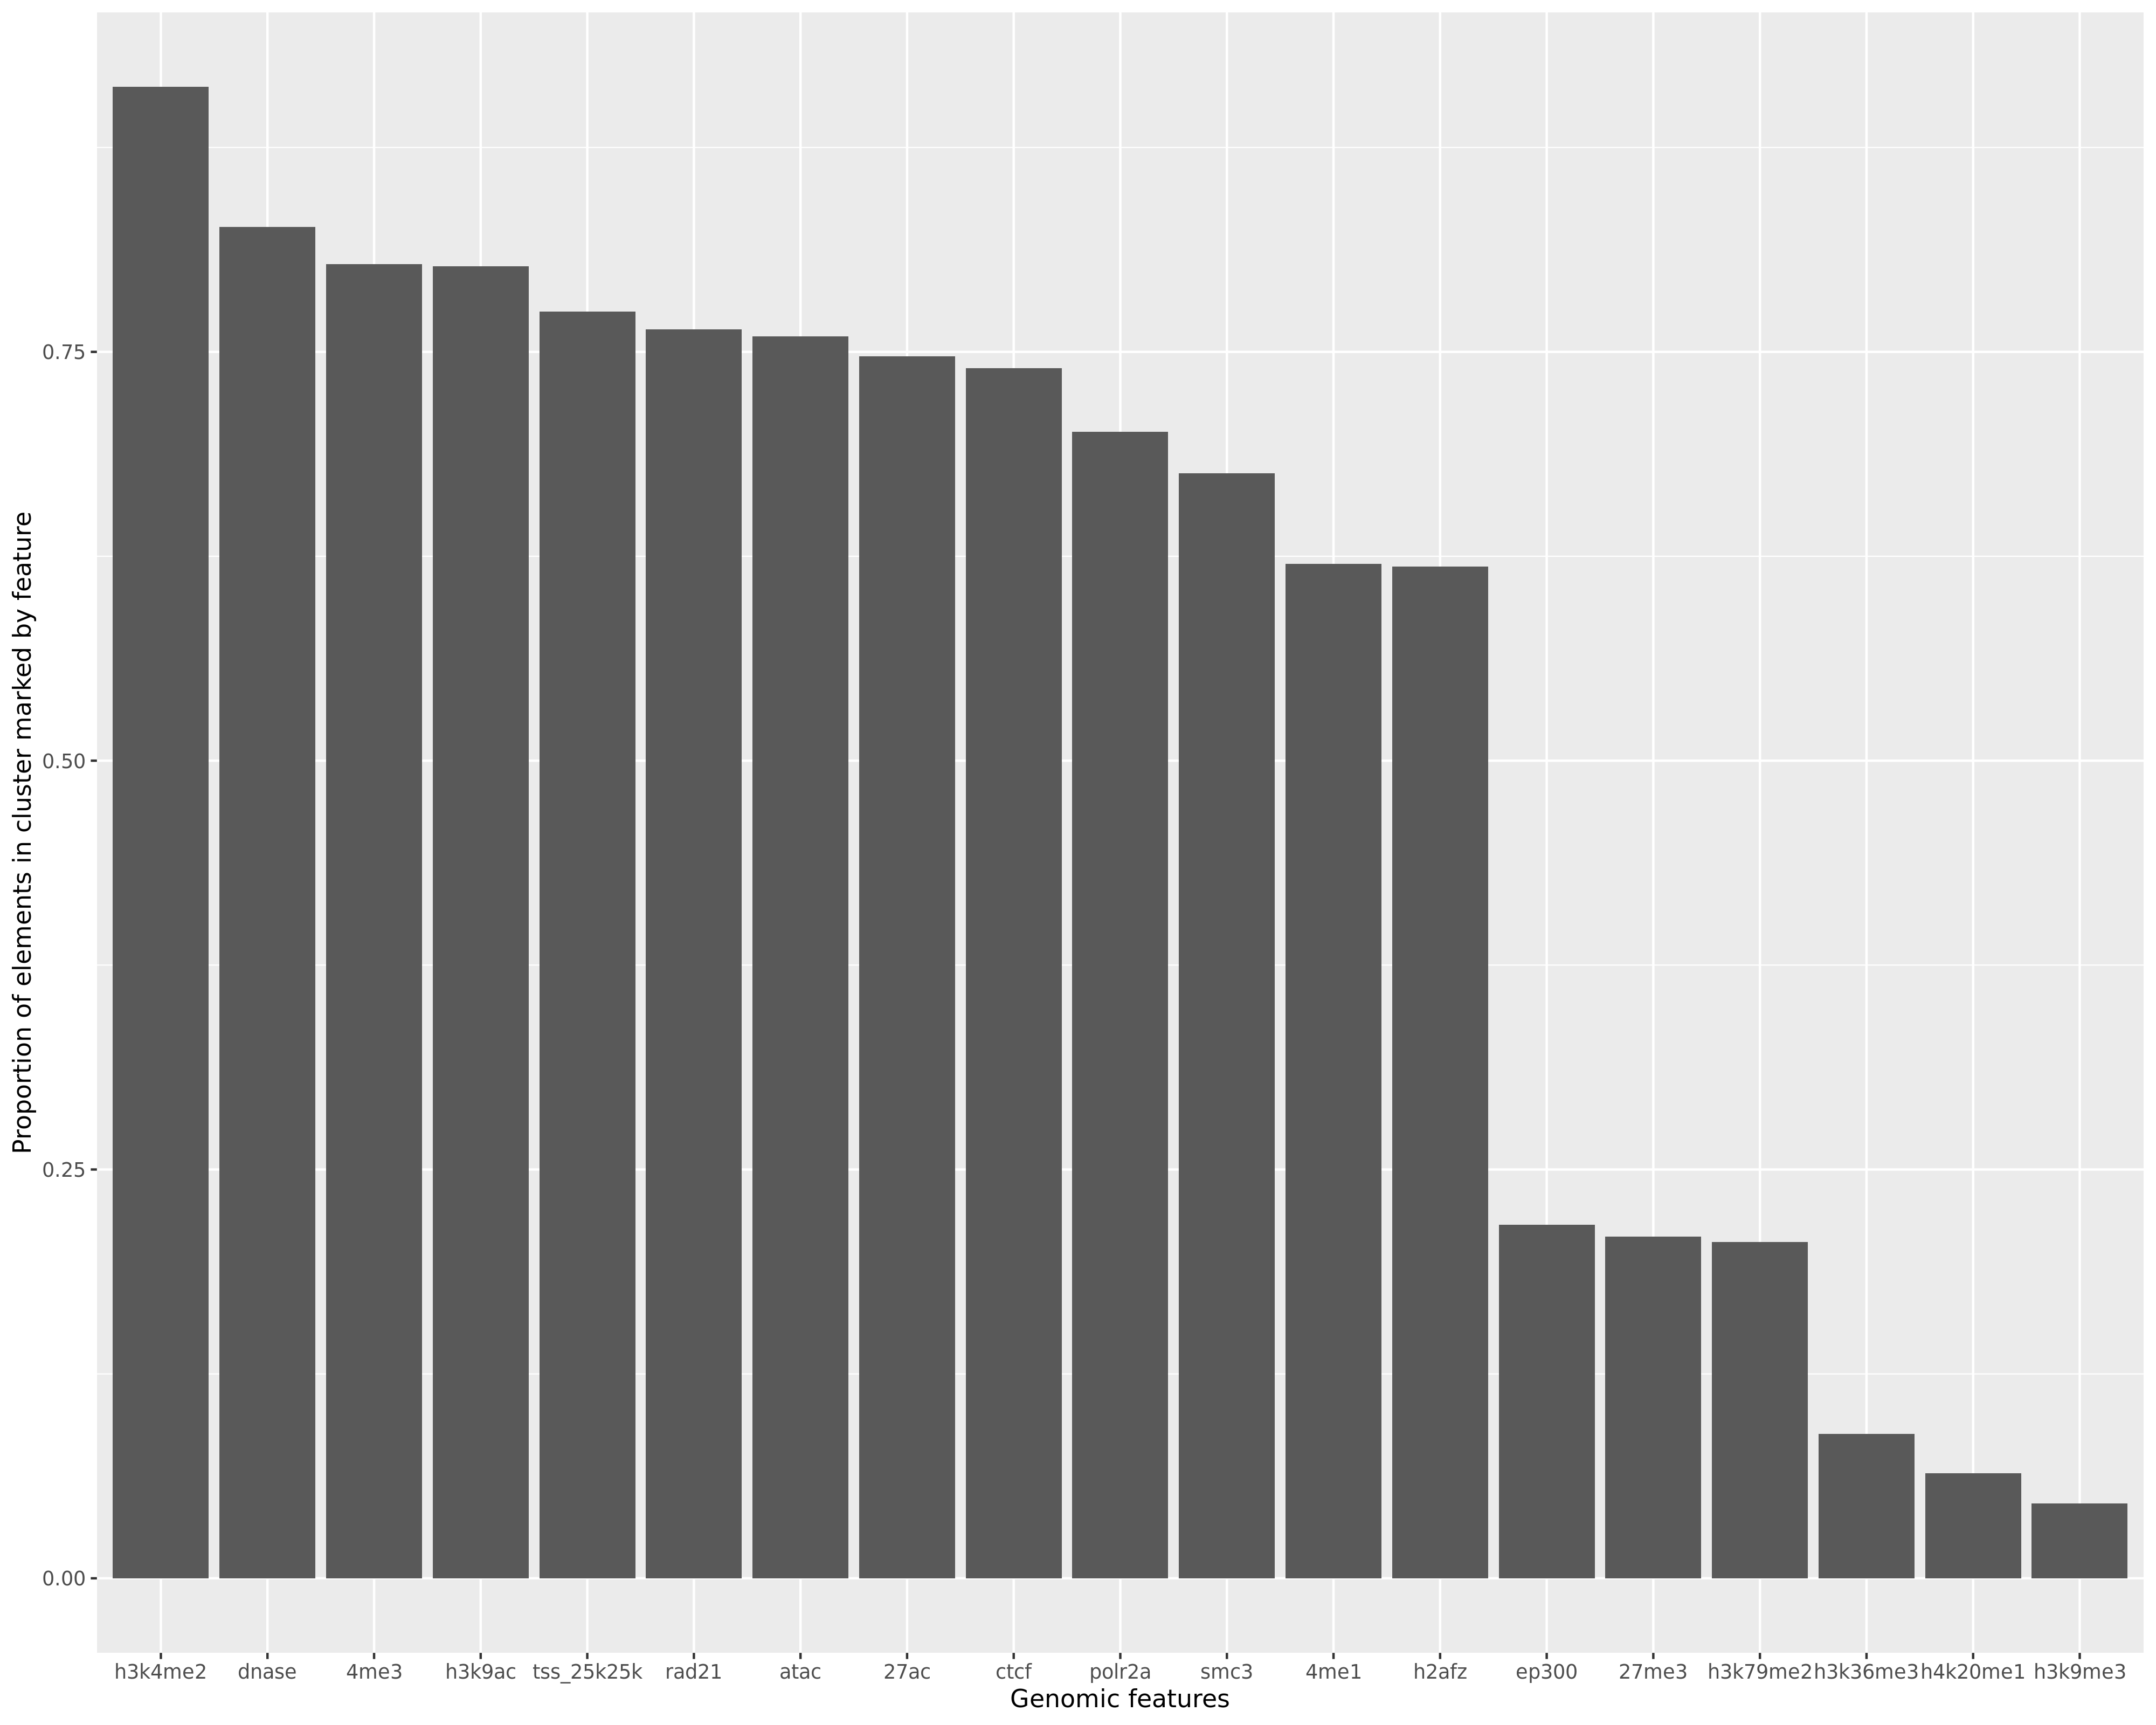 Proportion of elements in cluster marked by feature
0.75
0.50
0.25
0.00
h3k4me2 dnase 4me3 h3k9ac tss_25k25k rad21 atac 27ac ctcf polr2a smc3 4me1 h2afz ep300 27me3 h3k79me2 h3k36me3 h4k20me1 h3k9me3
Genomic features